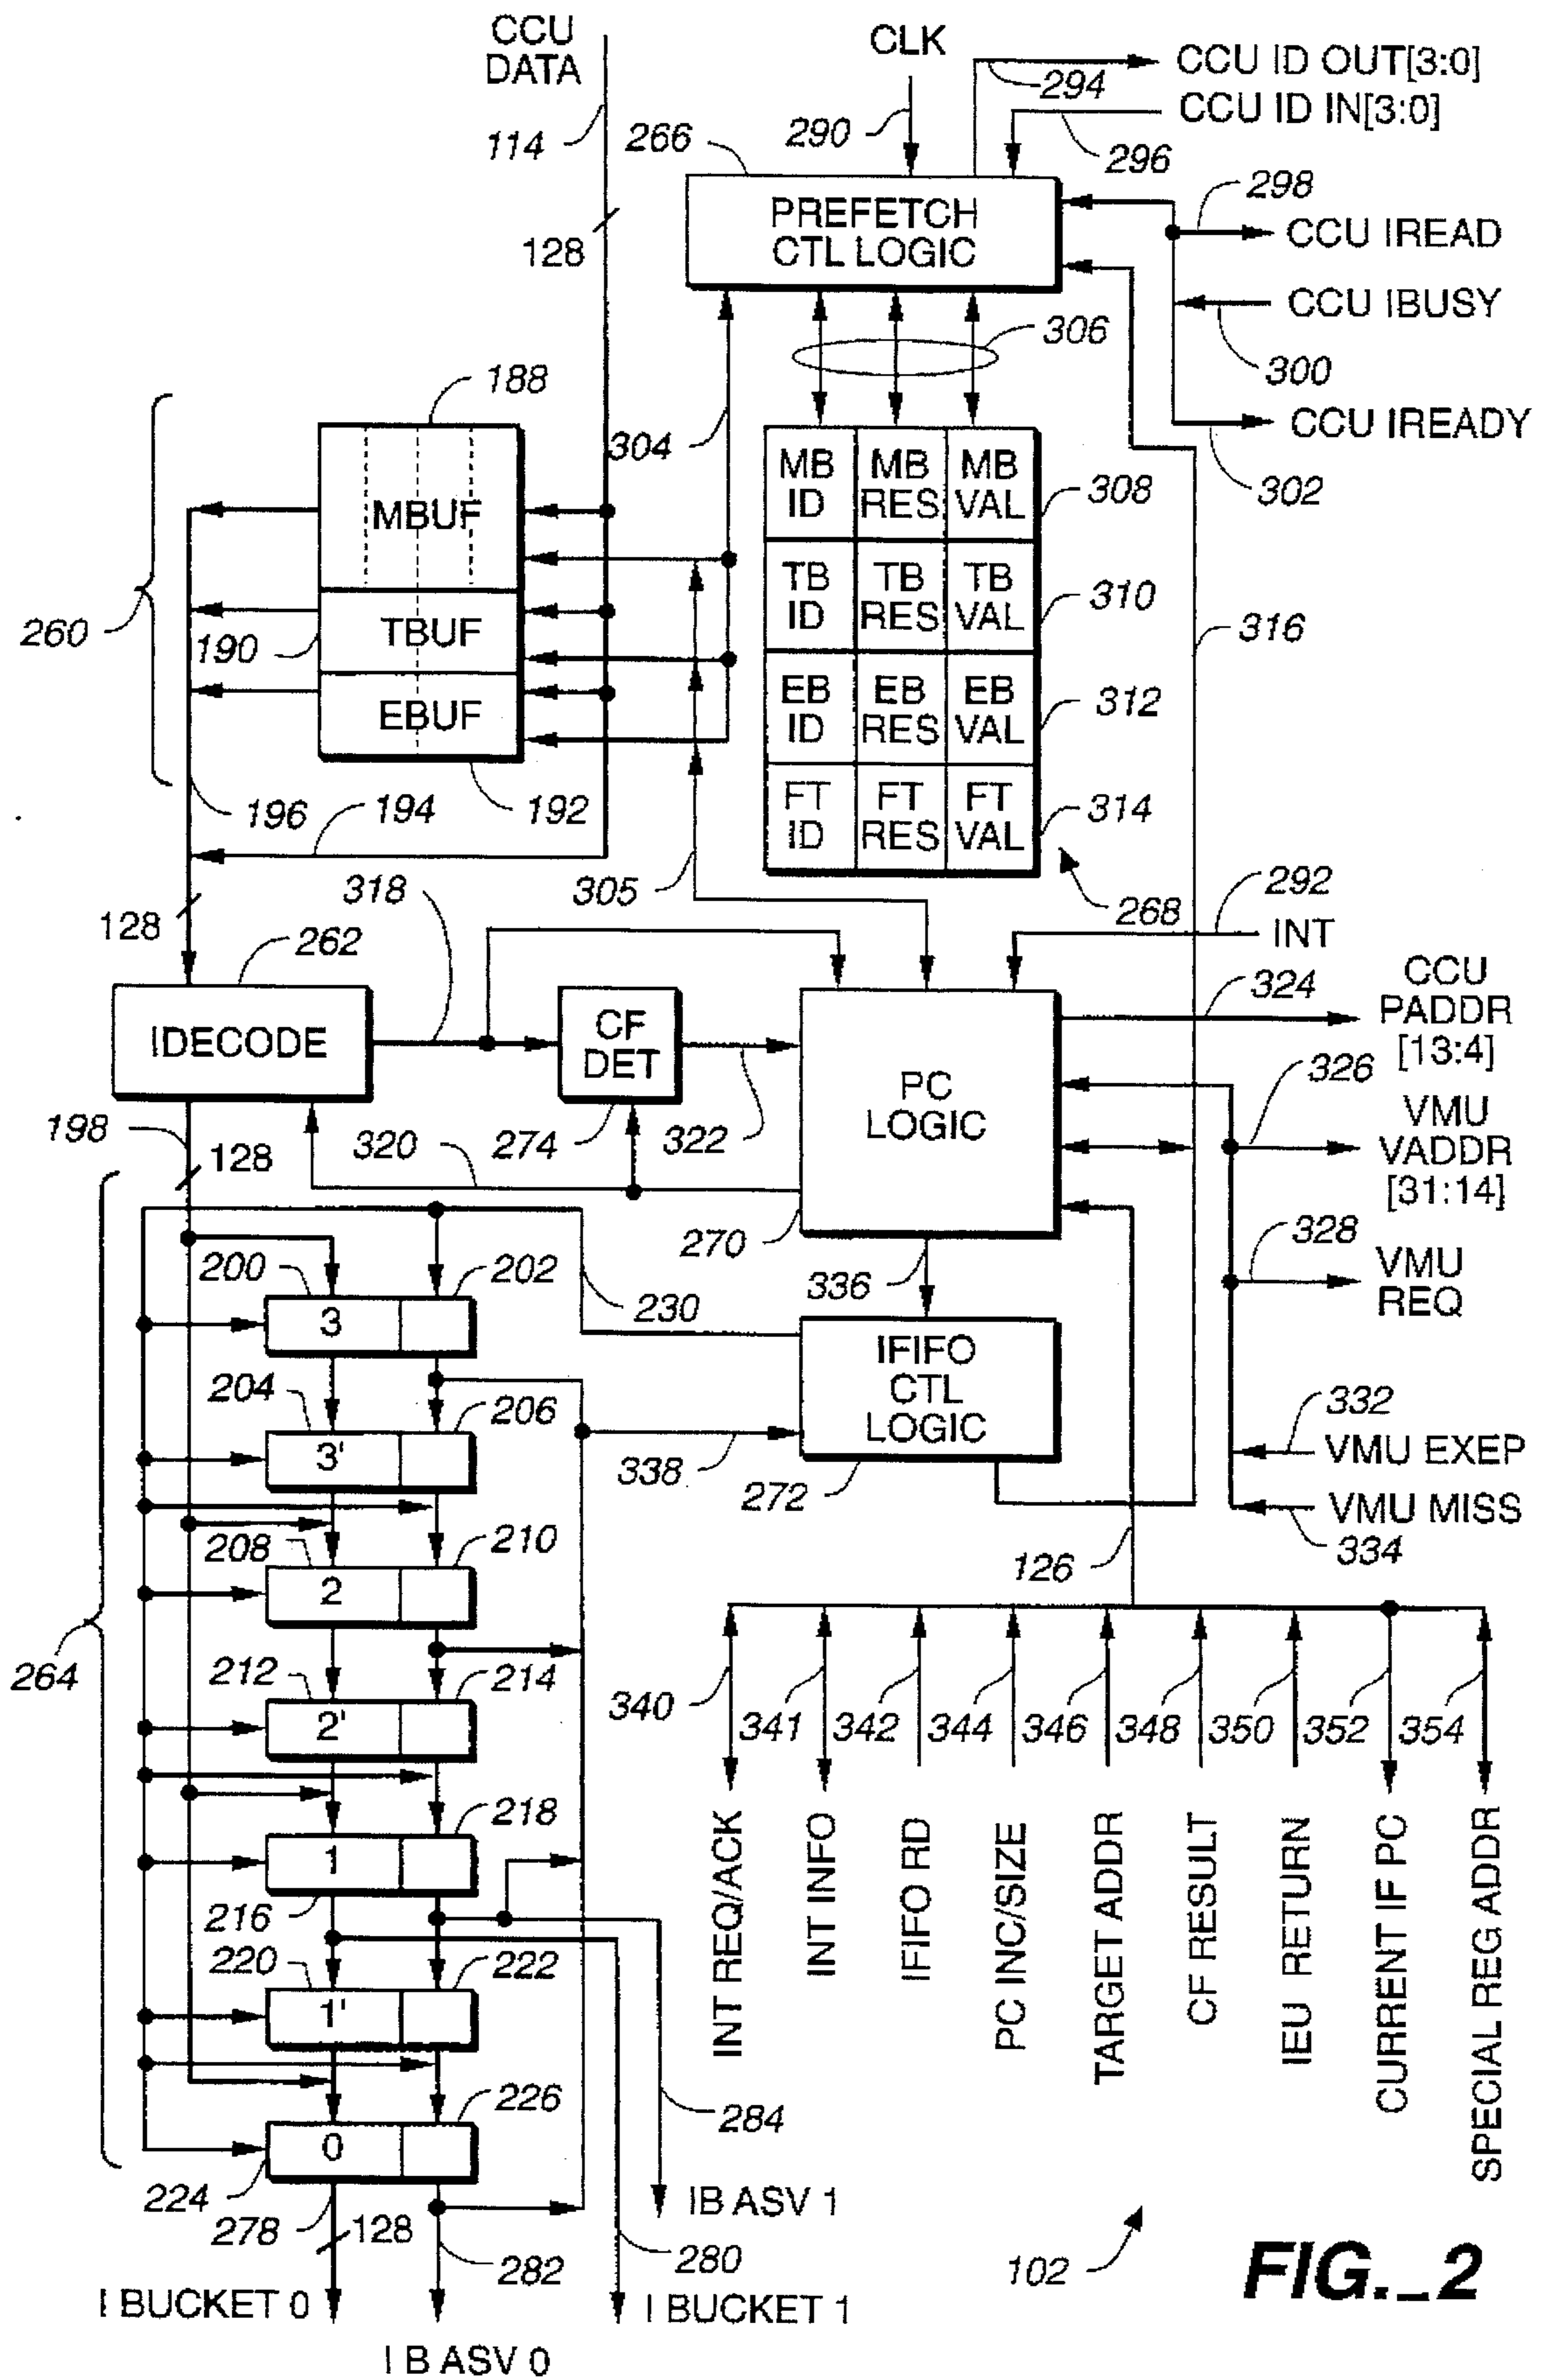 CCU
DATA
CLK
CCU ID OUT[3:0]
294
CCU ID IN[3:0]
290
296
114
266
298
PREFETCH
CTL LOGIC
CCU IREAD
128
CCU IBUSY
306
300
188
CCU IREADY
304
302
MB
ID
MB
RES
MB
VAL
308
MBUF
TB
ID
TB
RES
TB
VAL
310
316
260
190
TBUF
EB
ID
EB
RES
EB
VAL
312
EBUF
FT
ID
FT
RES
FT
VAL
314
196
194
192
305
268
292
INT
318
128
262
CCU
PADDR
[13:4]
324
IDECODE
CF
DET
PC
LOGIC
326
VMU
VADDR
[31:14]
198
128
320
274
322
270
328
VMU
REQ
200
202
230
336
3
IFIFO
CTL
LOGIC
204
206
332
3'
338
272
VMU EXEP
VMU MISS
334
208
210
126
2
264
212
214
2'
340
341
342
344
346
348
350
352
354
218
1
216
INT REQ/ACK
INT INFO
IFIFO RD
PC INC/SIZE
TARGET ADDR
CF RESULT
IEU RETURN
CURRENT IF PC
SPECIAL REG ADDR
220
222
1'
226
284
0
224
278
128
IB ASV 1
282
280
102
FIG._2
I BUCKET 0
I BUCKET 1
I B ASV 0